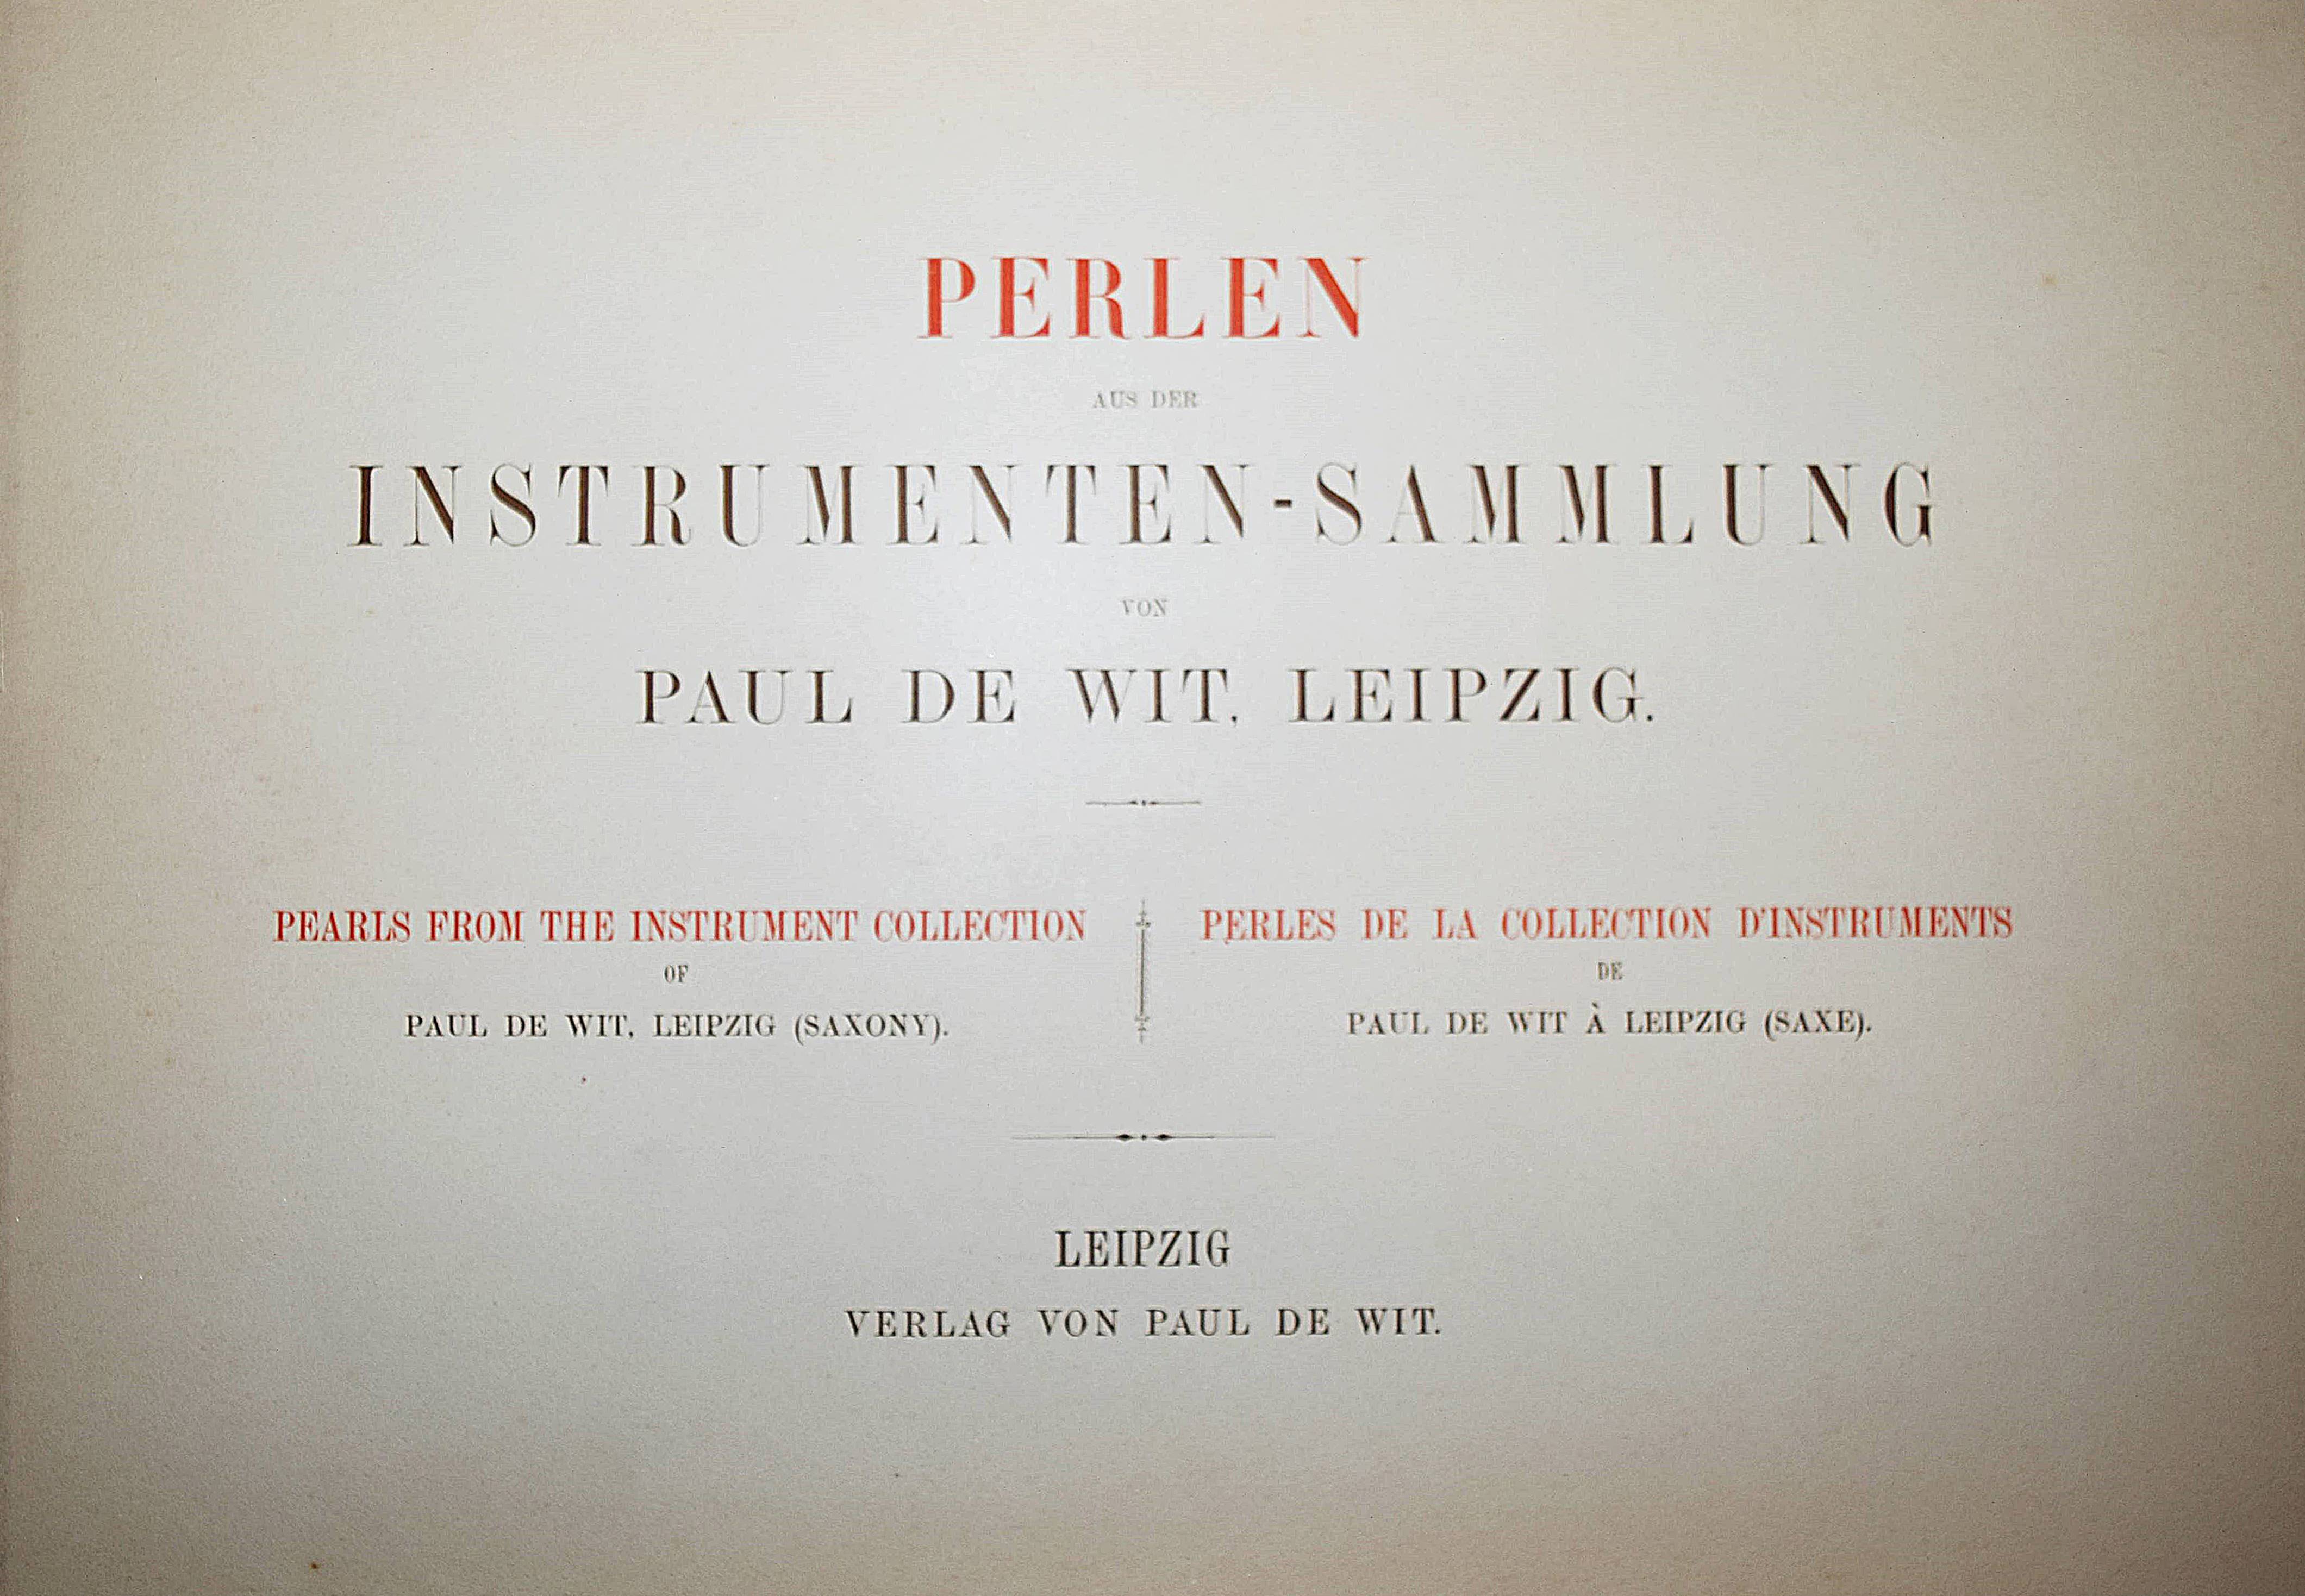 PERLEN
AUS DER
INSTRUMENTEN-SAMMLUNG
VON
PAUL DE WIT, LEIPZIG.
PEARLS FROM THE INSTRUMENT COLLECTION
OF
PAUL DE WIT, LEIPZIG (SAXONY).
PERLES DE LA COLLECTION D'INSTRUMENTS
DE
PAUL DE WIT À LEIPZIG (SAXE).
LEIPZIG
VERLAG VON PAUL DE WIT.